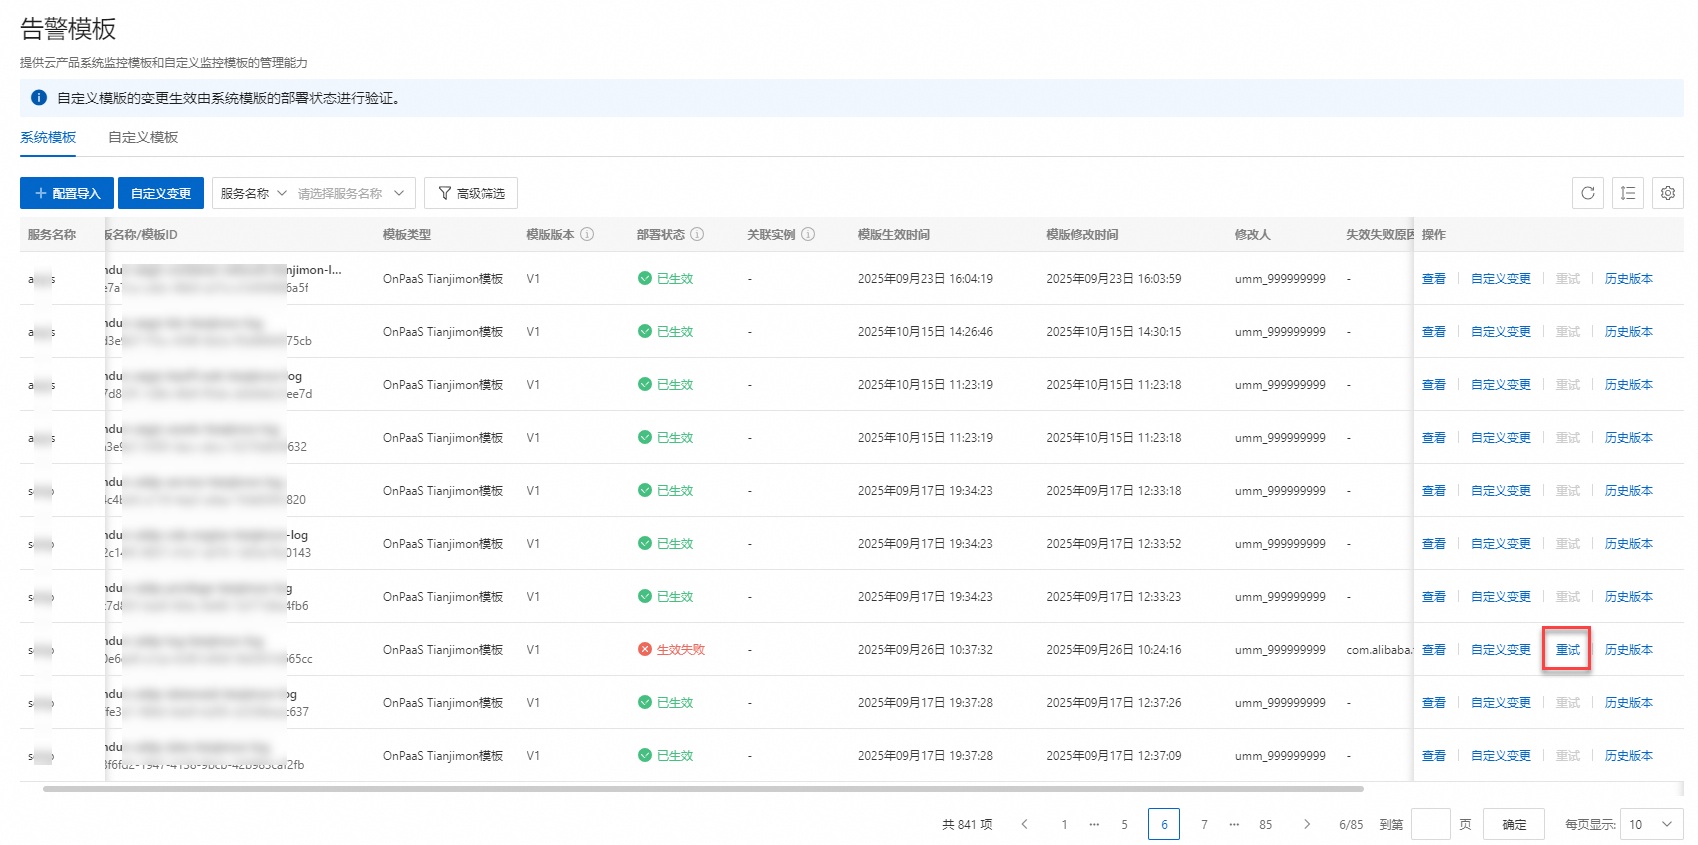 告警模板
提供云产品系统监控模板和自定义监控模板的管理能力
自定义模版的变更生效由系统模版的部署状态进行验证。
系统模板 自定义模板
配置导入 自定义变更 服务名称 请选择服务名称 高级筛选
服务名称 板名称/模板ID 模板类型 模版版本 部署状态 关联实例 模版生效时间 模版修改时间 修改人 失效失败原因 操作
OnPaaS Tianjimon模板 V1 已生效 - 2025年09月23日 16:04:19 2025年09月23日 16:03:59 umm_999999999 - 查看 自定义变更 重试 历史版本
OnPaaS Tianjimon模板 V1 已生效 - 2025年10月15日 14:26:46 2025年10月15日 14:30:15 umm_999999999 - 查看 自定义变更 重试 历史版本
OnPaaS Tianjimon模板 V1 已生效 - 2025年10月15日 11:23:19 2025年10月15日 11:23:18 umm_999999999 - 查看 自定义变更 重试 历史版本
OnPaaS Tianjimon模板 V1 已生效 - 2025年10月15日 11:23:19 2025年10月15日 11:23:18 umm_999999999 - 查看 自定义变更 重试 历史版本
OnPaaS Tianjimon模板 V1 已生效 - 2025年09月17日 19:34:23 2025年09月17日 12:33:18 umm_999999999 - 查看 自定义变更 重试 历史版本
OnPaaS Tianjimon模板 V1 已生效 - 2025年09月17日 19:34:23 2025年09月17日 12:33:52 umm_999999999 - 查看 自定义变更 重试 历史版本
OnPaaS Tianjimon模板 V1 已生效 - 2025年09月17日 19:34:23 2025年09月17日 12:33:23 umm_999999999 - 查看 自定义变更 重试 历史版本
OnPaaS Tianjimon模板 V1 生效失败 - 2025年09月26日 10:37:32 2025年09月26日 10:24:16 umm_999999999 com.alibaba. 查看 自定义变更 重试 历史版本
OnPaaS Tianjimon模板 V1 已生效 - 2025年09月17日 19:37:28 2025年09月17日 12:37:26 umm_999999999 - 查看 自定义变更 重试 历史版本
OnPaaS Tianjimon模板 V1 已生效 - 2025年09月17日 19:37:28 2025年09月17日 12:37:09 umm_999999999 - 查看 自定义变更 重试 历史版本
共 841 项 1 ··· 5 6 7 ··· 85 6/85 到第 页 确定 每页显示: 10